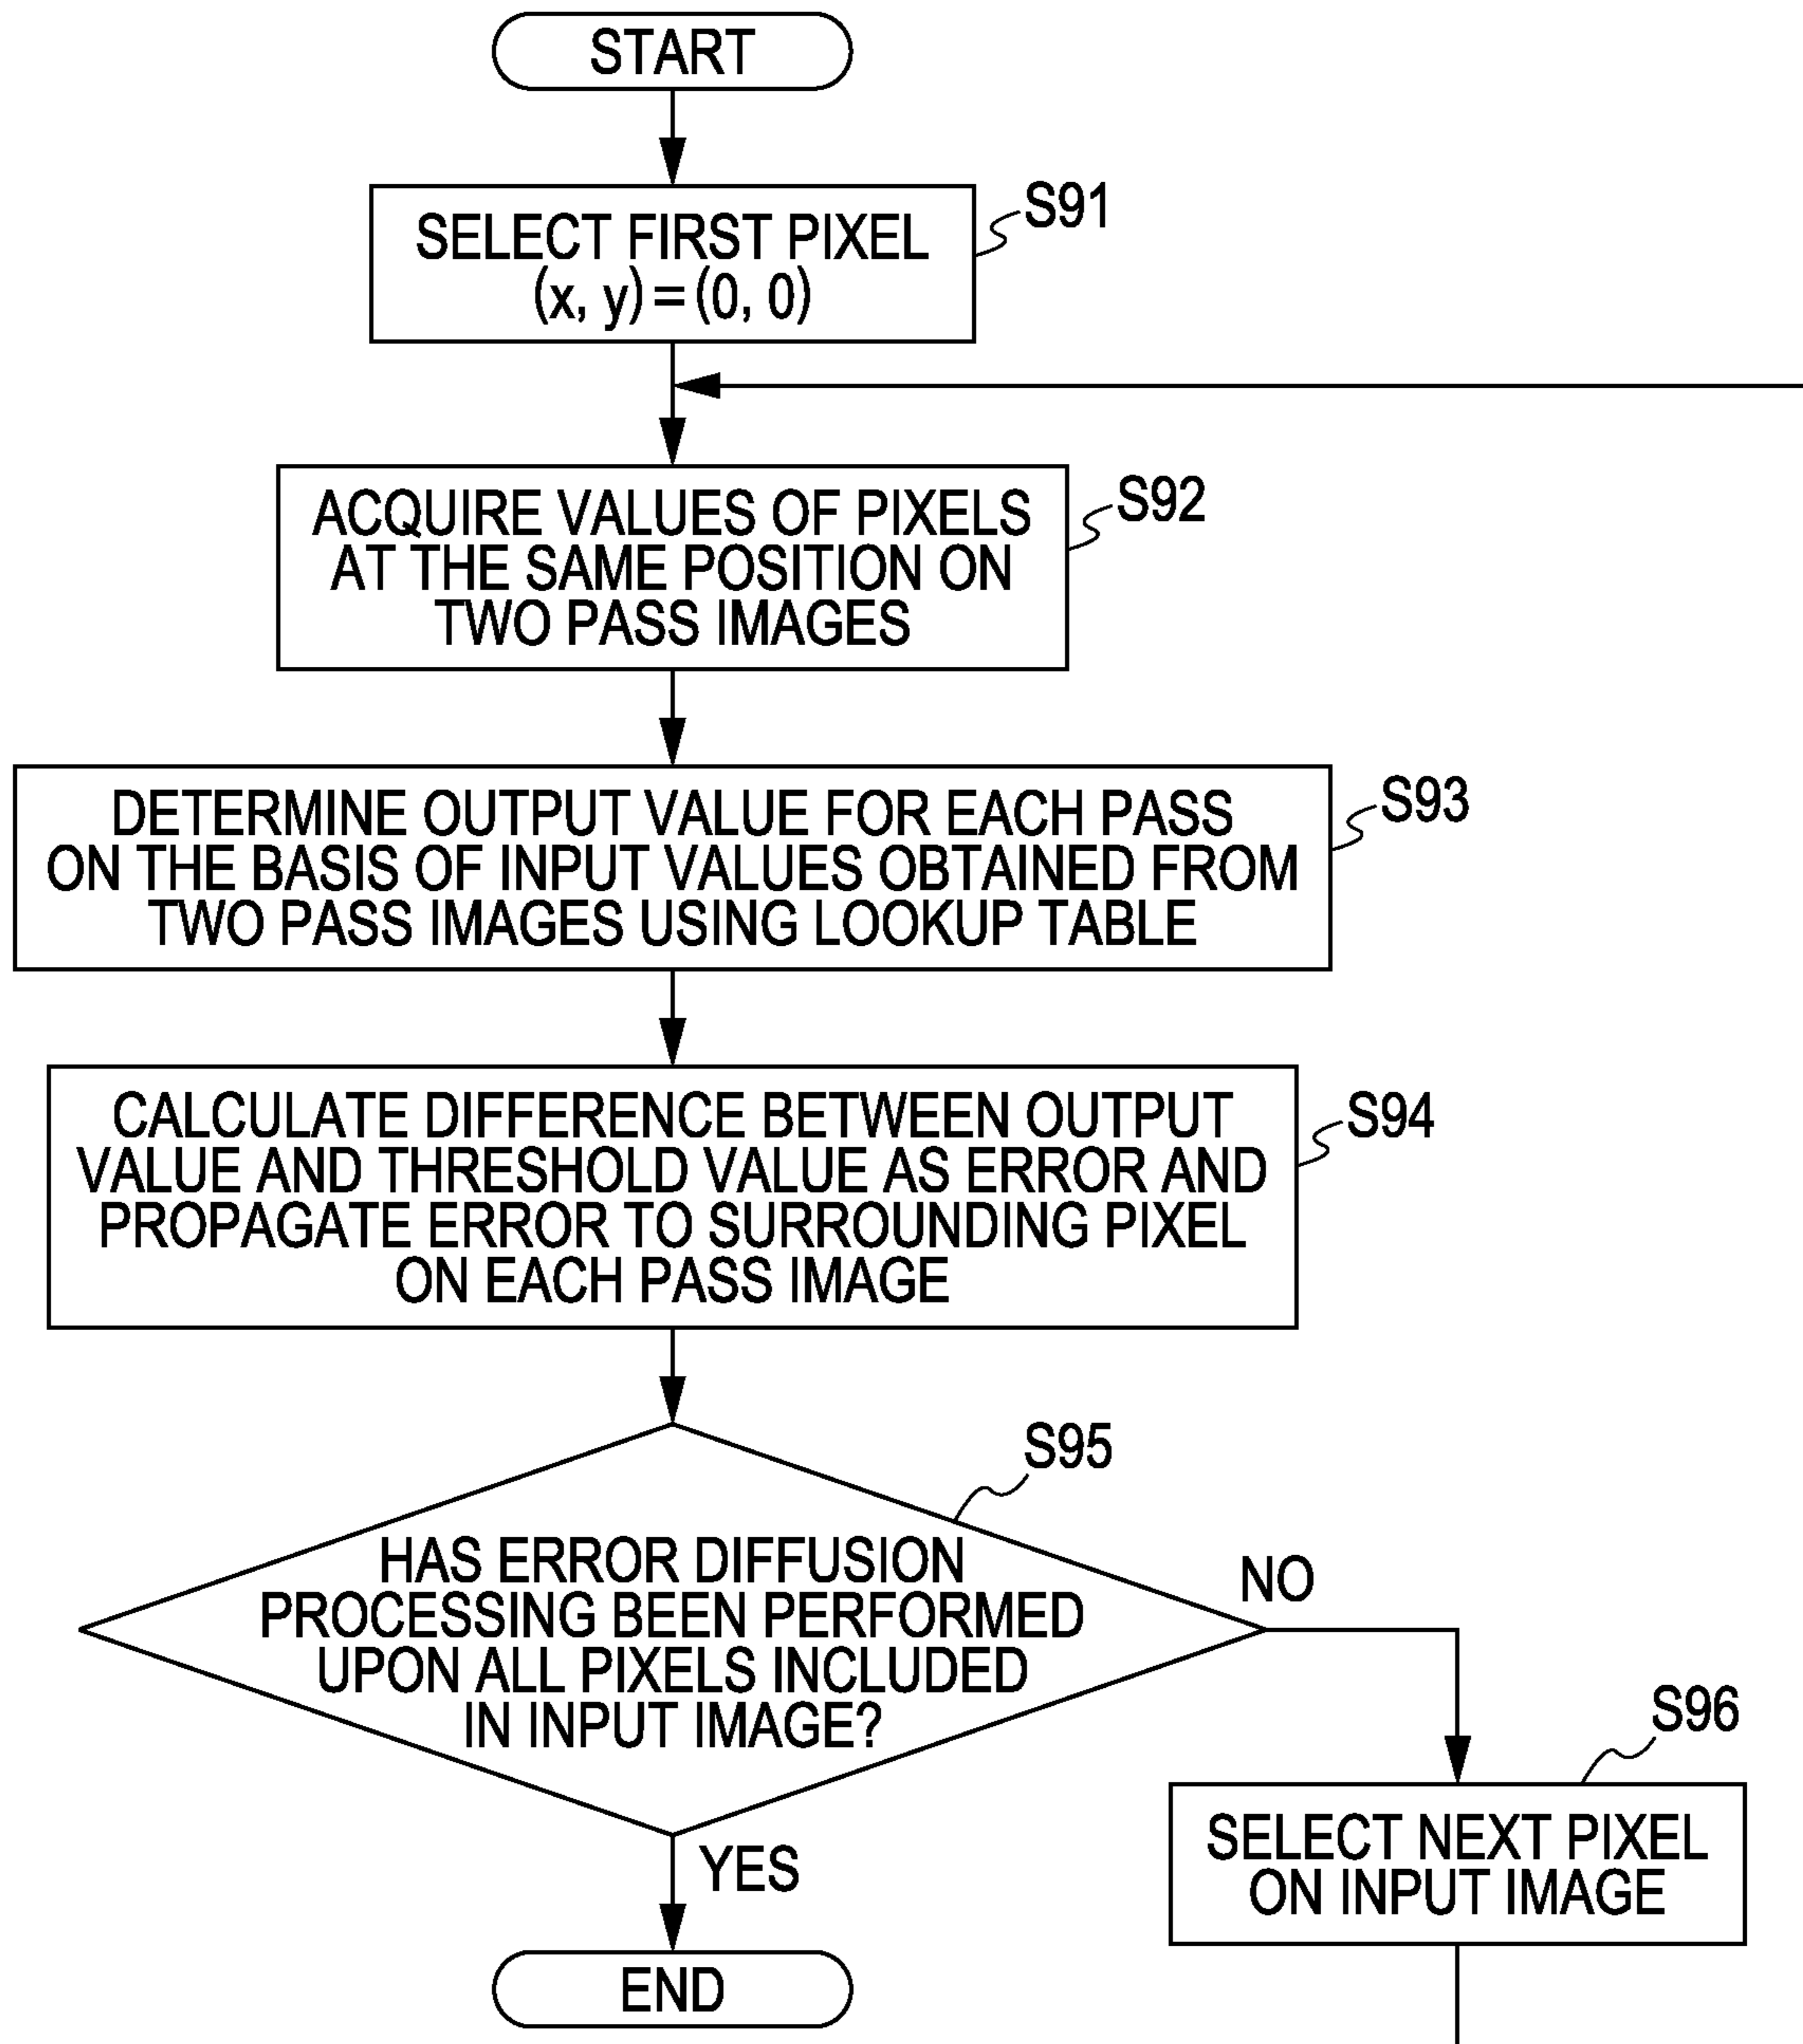 START
SELECT FIRST PIXEL
(x, y)=(0, 0)
S91
ACQUIRE VALUES OF PIXELS
AT THE SAME POSITION ON
TWO PASS IMAGES
S92
DETERMINE OUTPUT VALUE FOR EACH PASS
ON THE BASIS OF INPUT VALUES OBTAINED FROM
TWO PASS IMAGES USING LOOKUP TABLE
S93
CALCULATE DIFFERENCE BETWEEN OUTPUT
VALUE AND THRESHOLD VALUE AS ERROR AND
PROPAGATE ERROR TO SURROUNDING PIXEL
ON EACH PASS IMAGE
S94
HAS ERROR DIFFUSION
PROCESSING BEEN PERFORMED
UPON ALL PIXELS INCLUDED
IN INPUT IMAGE?
S95
NO
S96
SELECT NEXT PIXEL
ON INPUT IMAGE
YES
END